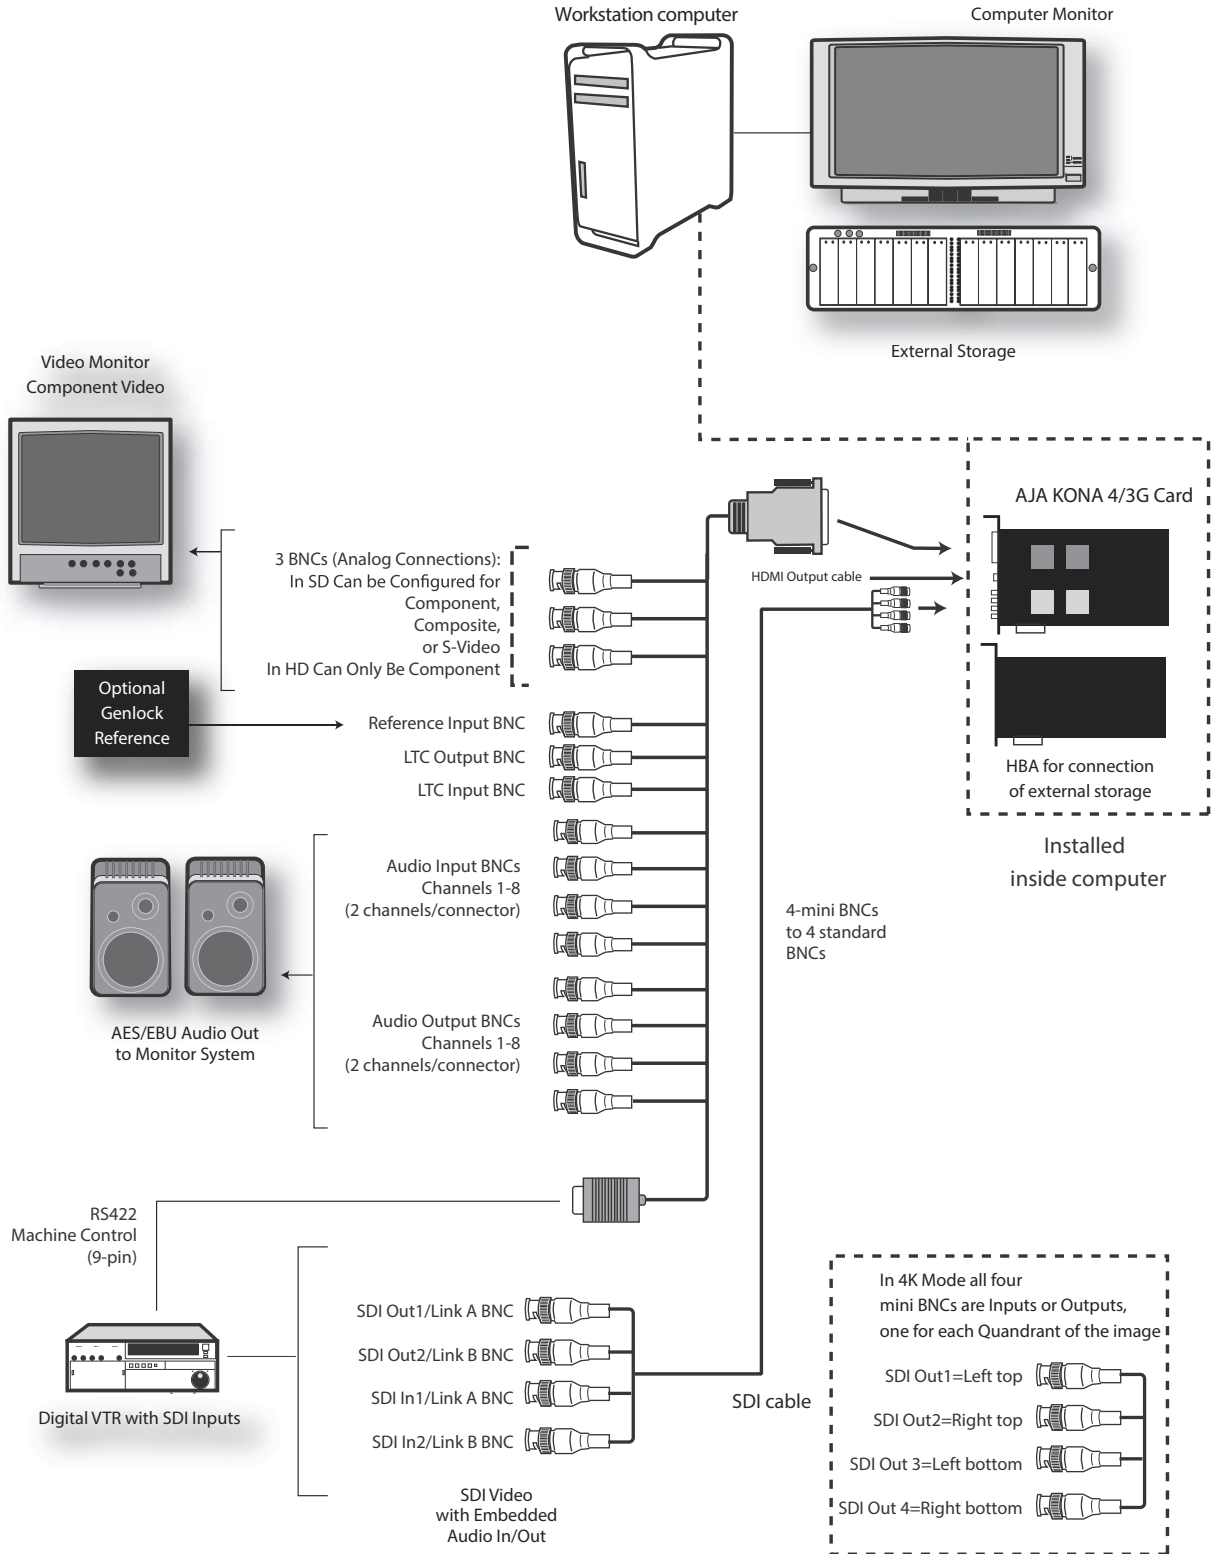 Workstation computer
Computer Monitor
External Storage
Video Monitor
Component Video
AJA KONA 4/3G Card
3 BNCs (Analog Connections):
In SD Can be Configured for
Component,
Composite,
or S-Video
In HD Can Only Be Component
HDMI Output cable
Optional
Genlock
Reference
Reference Input BNC
LTC Output BNC
LTC Input BNC
HBA for connection
of external storage
Installed
inside computer
Audio Input BNCs
Channels 1-8
(2 channels/connector)
4-mini BNCs
to 4 standard
BNCs
AES/EBU Audio Out
to Monitor System
Audio Output BNCs
Channels 1-8
(2 channels/connector)
RS422
Machine Control
(9-pin)
In 4K Mode all four
mini BNCs are Inputs or Outputs,
one for each Quandrant of the image
SDI Out1/Link A BNC
SDI Out2/Link B BNC
SDI In1/Link A BNC
SDI In2/Link B BNC
SDI cable
Digital VTR with SDI Inputs
SDI Out1=Left top
SDI Out2=Right top
SDI Out 3=Left bottom
SDI Out 4=Right bottom
SDI Video
with Embedded
Audio In/Out